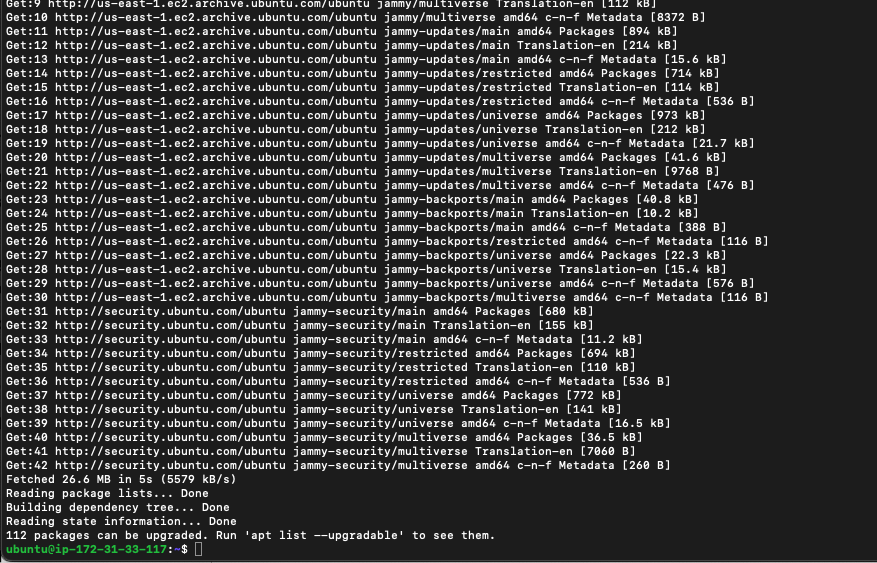 Get:9 http://us-east-1.ec2.archive.ubuntu.com/ubuntu jammy/multiverse Translation-en [112 kB]
Get:10 http://us-east-1.ec2.archive.ubuntu.com/ubuntu jammy/multiverse amd64 c-n-f Metadata [8372 B]
Get:11 http://us-east-1.ec2.archive.ubuntu.com/ubuntu jammy-updates/main amd64 Packages [894 kB]
Get:12 http://us-east-1.ec2.archive.ubuntu.com/ubuntu jammy-updates/main Translation-en [214 kB]
Get:13 http://us-east-1.ec2.archive.ubuntu.com/ubuntu jammy-updates/main amd64 c-n-f Metadata [15.6 kB]
Get:14 http://us-east-1.ec2.archive.ubuntu.com/ubuntu jammy-updates/restricted amd64 Packages [714 kB]
Get:15 http://us-east-1.ec2.archive.ubuntu.com/ubuntu jammy-updates/restricted Translation-en [114 kB]
Get:16 http://us-east-1.ec2.archive.ubuntu.com/ubuntu jammy-updates/restricted amd64 c-n-f Metadata [536 B]
Get:17 http://us-east-1.ec2.archive.ubuntu.com/ubuntu jammy-updates/universe amd64 Packages [973 kB]
Get:18 http://us-east-1.ec2.archive.ubuntu.com/ubuntu jammy-updates/universe Translation-en [212 kB]
Get:19 http://us-east-1.ec2.archive.ubuntu.com/ubuntu jammy-updates/universe amd64 c-n-f Metadata [21.7 kB]
Get:20 http://us-east-1.ec2.archive.ubuntu.com/ubuntu jammy-updates/multiverse amd64 Packages [41.6 kB]
Get:21 http://us-east-1.ec2.archive.ubuntu.com/ubuntu jammy-updates/multiverse Translation-en [9768 B]
Get:22 http://us-east-1.ec2.archive.ubuntu.com/ubuntu jammy-updates/multiverse amd64 c-n-f Metadata [476 B]
Get:23 http://us-east-1.ec2.archive.ubuntu.com/ubuntu jammy-backports/main amd64 Packages [40.8 kB]
Get:24 http://us-east-1.ec2.archive.ubuntu.com/ubuntu jammy-backports/main Translation-en [10.2 kB]
Get:25 http://us-east-1.ec2.archive.ubuntu.com/ubuntu jammy-backports/main amd64 c-n-f Metadata [388 B]
Get:26 http://us-east-1.ec2.archive.ubuntu.com/ubuntu jammy-backports/restricted amd64 c-n-f Metadata [116 B]
Get:27 http://us-east-1.ec2.archive.ubuntu.com/ubuntu jammy-backports/universe amd64 Packages [22.3 kB]
Get:28 http://us-east-1.ec2.archive.ubuntu.com/ubuntu jammy-backports/universe Translation-en [15.4 kB]
Get:29 http://us-east-1.ec2.archive.ubuntu.com/ubuntu jammy-backports/universe amd64 c-n-f Metadata [576 B]
Get:30 http://us-east-1.ec2.archive.ubuntu.com/ubuntu jammy-backports/multiverse amd64 c-n-f Metadata [116 B]
Get:31 http://security.ubuntu.com/ubuntu jammy-security/main amd64 Packages [680 kB]
Get:32 http://security.ubuntu.com/ubuntu jammy-security/main Translation-en [155 kB]
Get:33 http://security.ubuntu.com/ubuntu jammy-security/main amd64 c-n-f Metadata [11.2 kB]
Get:34 http://security.ubuntu.com/ubuntu jammy-security/restricted amd64 Packages [694 kB]
Get:35 http://security.ubuntu.com/ubuntu jammy-security/restricted Translation-en [110 kB]
Get:36 http://security.ubuntu.com/ubuntu jammy-security/restricted amd64 c-n-f Metadata [536 B]
Get:37 http://security.ubuntu.com/ubuntu jammy-security/universe amd64 Packages [772 kB]
Get:38 http://security.ubuntu.com/ubuntu jammy-security/universe Translation-en [141 kB]
Get:39 http://security.ubuntu.com/ubuntu jammy-security/universe amd64 c-n-f Metadata [16.5 kB]
Get:40 http://security.ubuntu.com/ubuntu jammy-security/multiverse amd64 Packages [36.5 kB]
Get:41 http://security.ubuntu.com/ubuntu jammy-security/multiverse Translation-en [7060 B]
Get:42 http://security.ubuntu.com/ubuntu jammy-security/multiverse amd64 c-n-f Metadata [260 B]
Fetched 26.6 MB in 5s (5579 kB/s)
Reading package lists... Done
Building dependency tree... Done
Reading state information... Done
112 packages can be upgraded. Run 'apt list --upgradable' to see them.
ubuntu@ip-172-31-33-117:~$